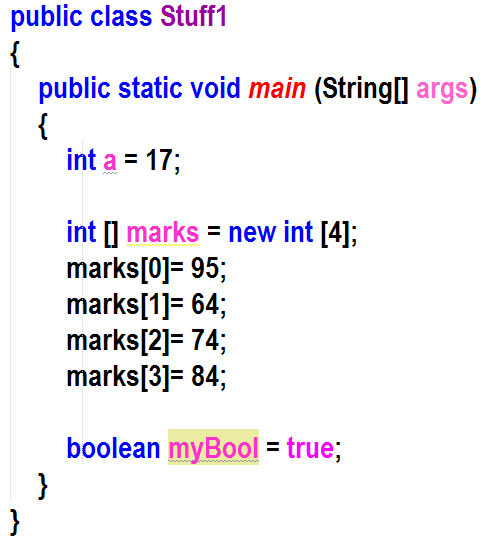 public class Stuff1
{
public static void main (String[] args)
{
int a = 17;
int [] marks = new int [4];
marks[0]= 95;
marks[1]= 64;
marks[2]= 74;
marks[3]= 84;
boolean myBool = true;
}
}